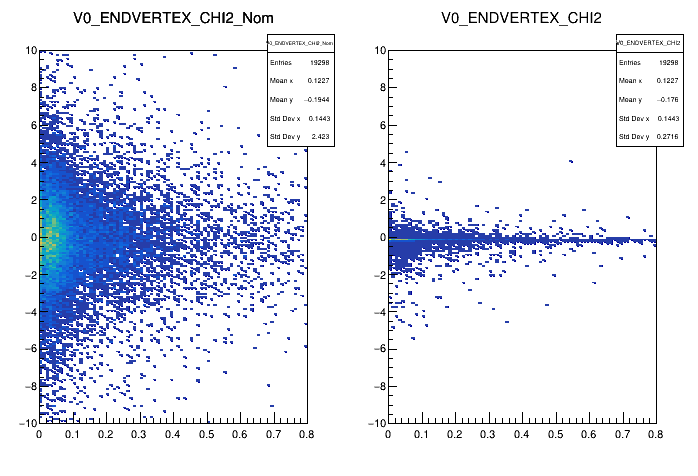 V0_ENDVERTEX_CHI2_Nom
V0_ENDVERTEX_CHI2_Nom
Entries 19298
Mean x 0.1227
Mean y −0.1944
Std Dev x 0.1443
Std Dev y 2.423
10
8
6
4
2
0
−2
−4
−6
−8
−10
0 0.1 0.2 0.3 0.4 0.5 0.6 0.7 0.8
V0_ENDVERTEX_CHI2
V0_ENDVERTEX_CHI2
Entries 19298
Mean x 0.1227
Mean y −0.176
Std Dev x 0.1443
Std Dev y 0.2716
10
8
6
4
2
0
−2
−4
−6
−8
−10
0 0.1 0.2 0.3 0.4 0.5 0.6 0.7 0.8